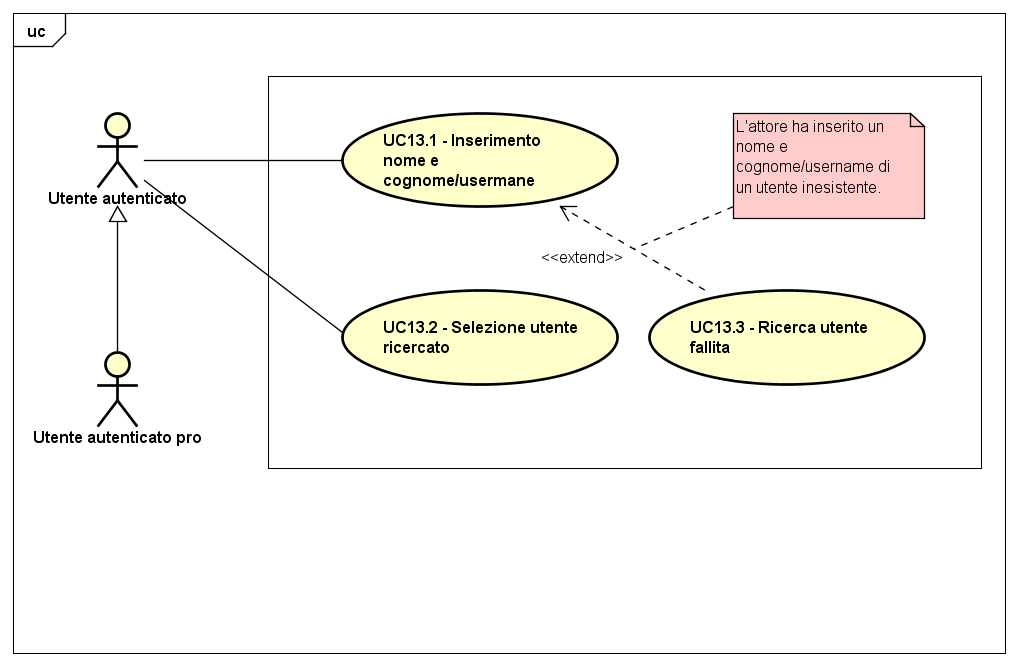 uc
UC13.1 - Inserimento
nome e
cognome/usermane
L'attore ha inserito un
nome e
cognome/username di
un utente inesistente.
Utente autenticato
<<extend>>
UC13.2 - Selezione utente
ricercato
UC13.3 - Ricerca utente
fallita
Utente autenticato pro